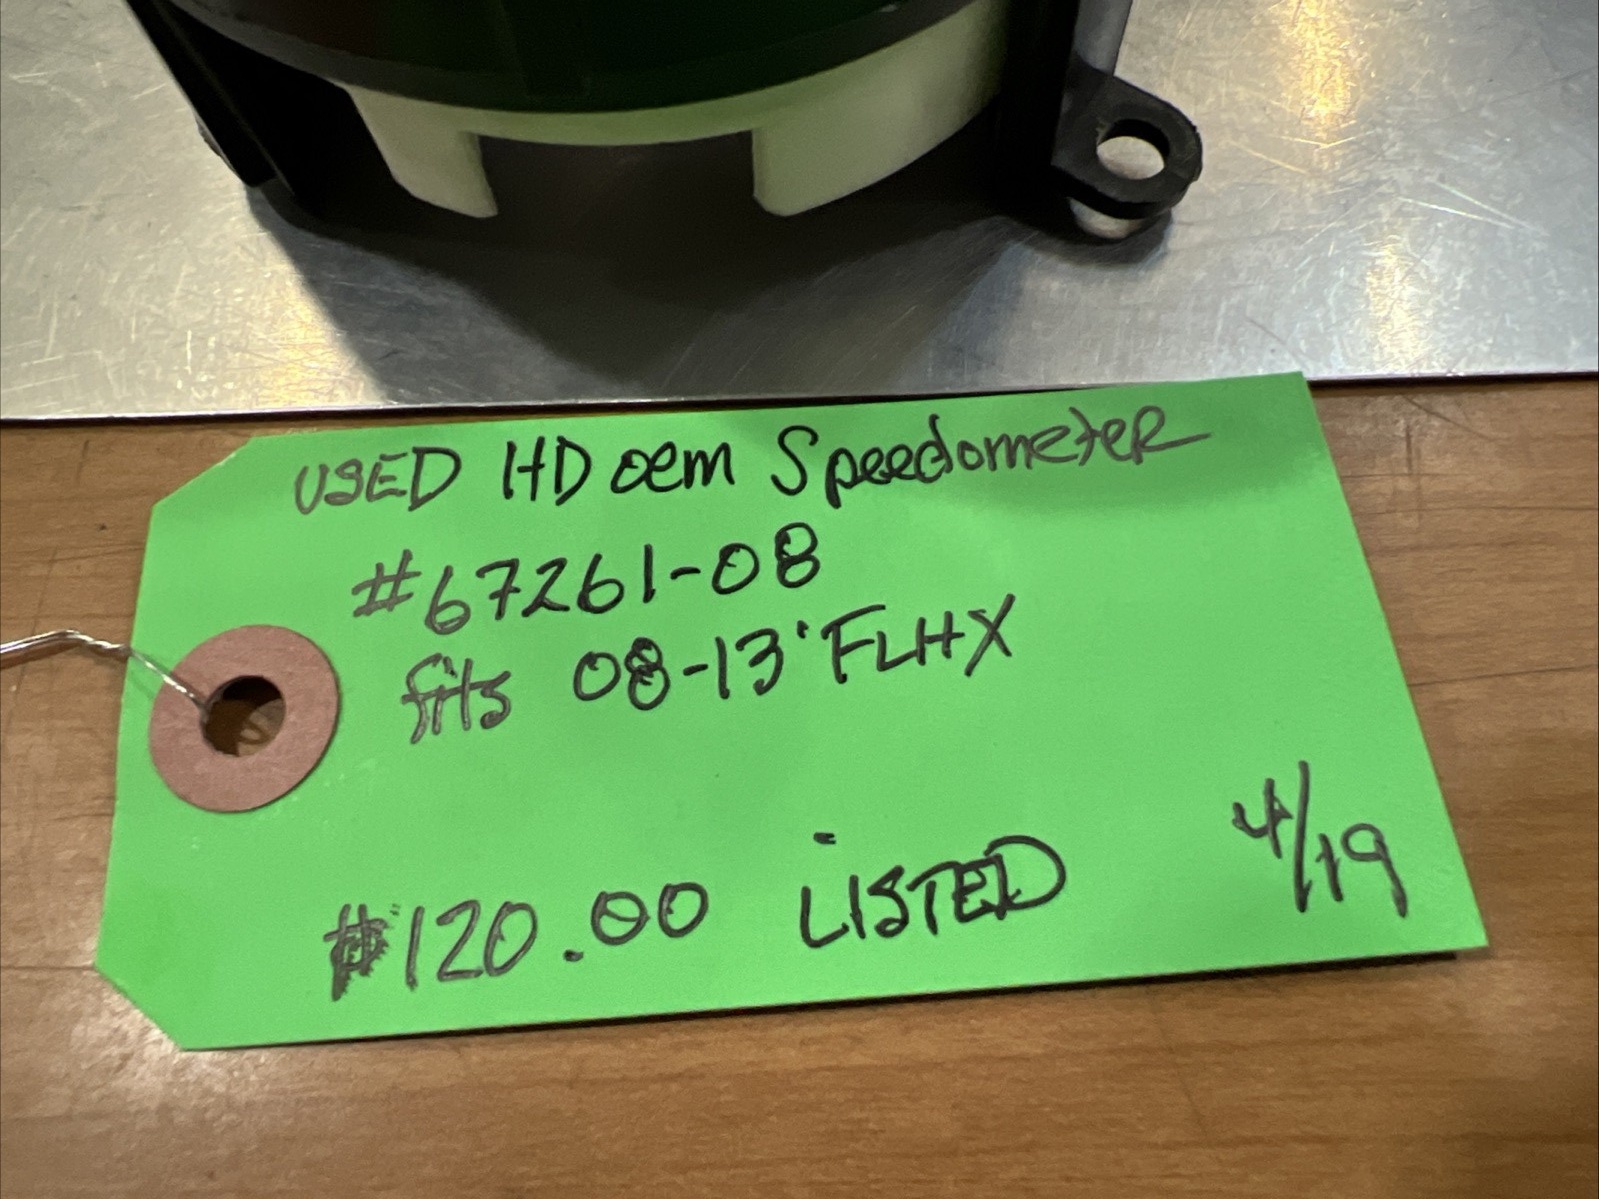 USED HD oem Speedometer
#67261-08
fits 08-13' FLHX
$120.00 LISTED 4/19